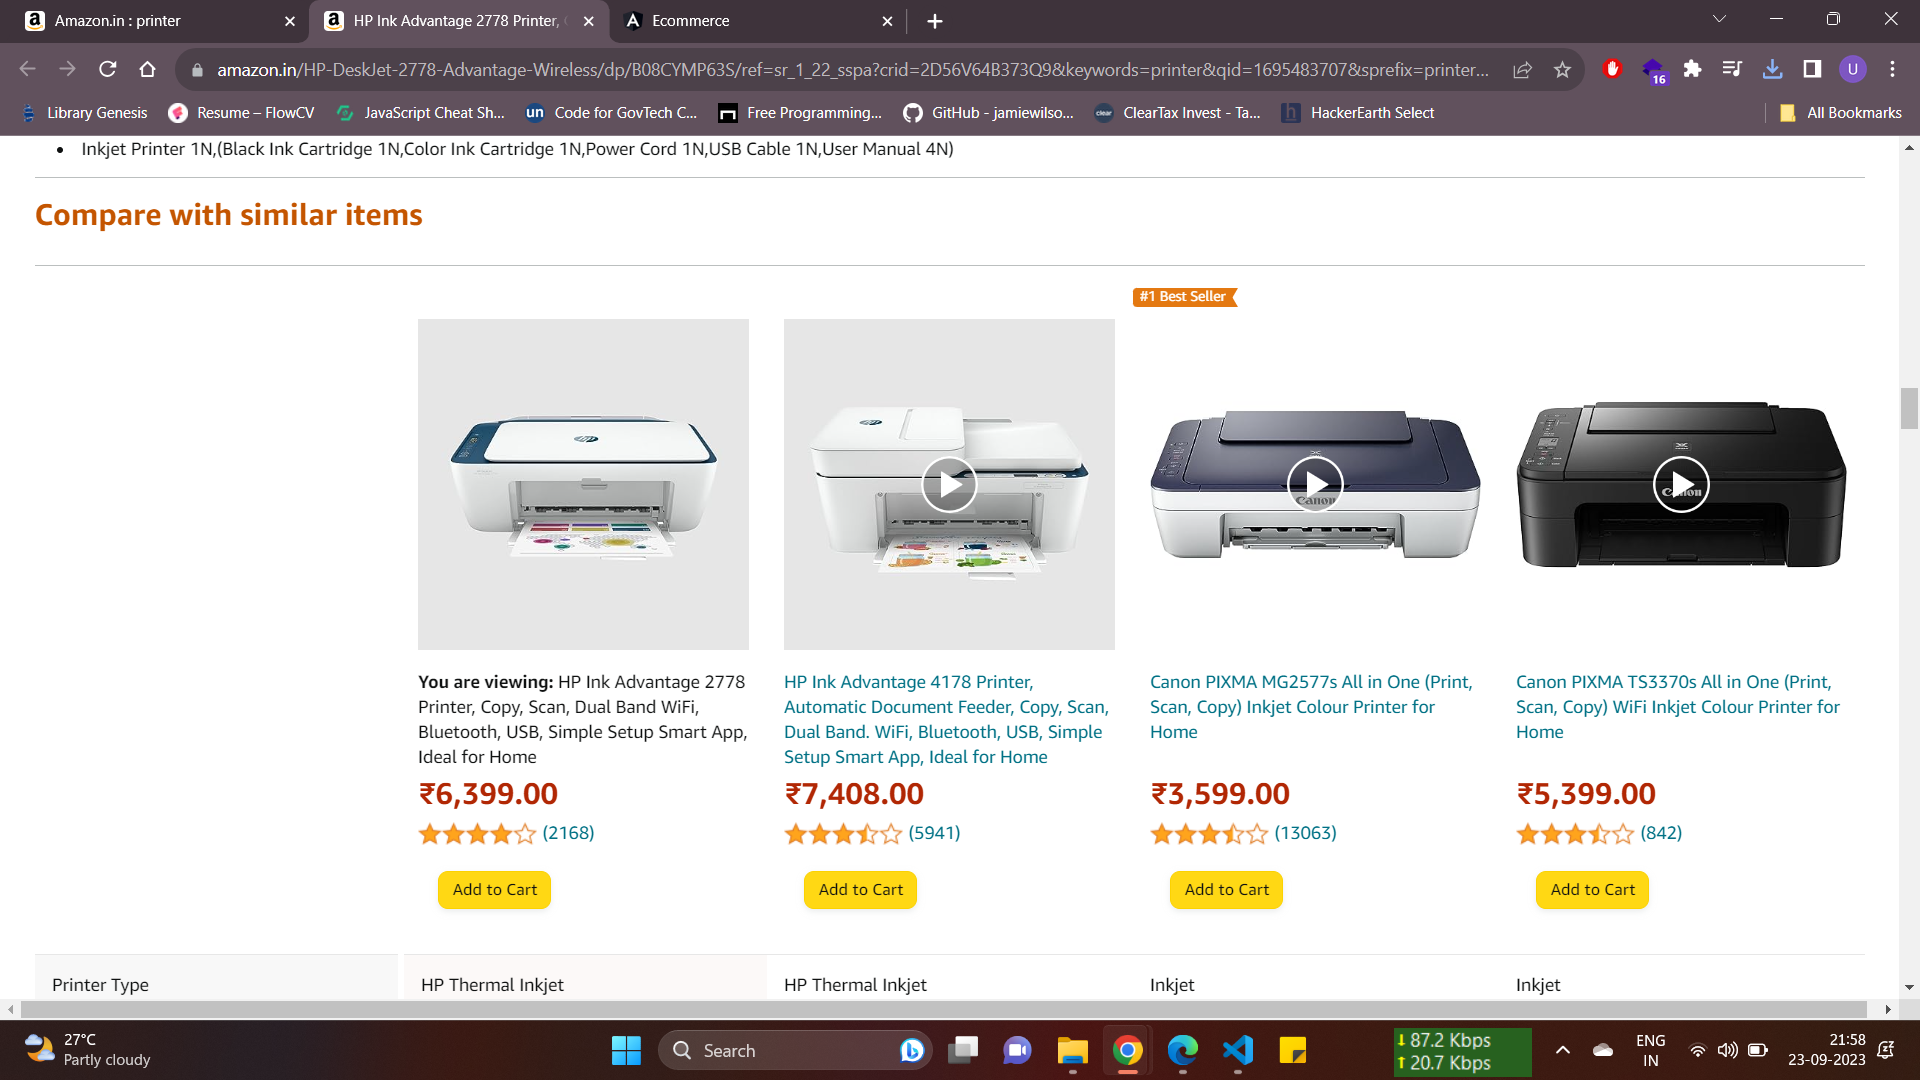 Amazon.in : printer
HP Ink Advantage 2778 Printer,
Ecommerce
amazon.in/HP-DeskJet-2778-Advantage-Wireless/dp/B08CYMP63S/ref=sr_1_22_sspa?crid=2D56V64B373Q9&keywords=printer&qid=1695483707&sprefix=printer...
16
U
Library Genesis
Resume – FlowCV
JavaScript Cheat Sh...
un Code for GovTech C...
Free Programming...
GitHub - jamiewilso...
clear ClearTax Invest - Ta...
h HackerEarth Select
All Bookmarks
• Inkjet Printer 1N,(Black Ink Cartridge 1N,Color Ink Cartridge 1N,Power Cord 1N,USB Cable 1N,User Manual 4N)
Compare with similar items
#1 Best Seller
hp
hp
Canon
Canon
You are viewing: HP Ink Advantage 2778
Printer, Copy, Scan, Dual Band WiFi,
Bluetooth, USB, Simple Setup Smart App,
Ideal for Home
₹6,399.00
(2168)
Add to Cart
HP Ink Advantage 4178 Printer,
Automatic Document Feeder, Copy, Scan,
Dual Band. WiFi, Bluetooth, USB, Simple
Setup Smart App, Ideal for Home
₹7,408.00
(5941)
Add to Cart
Canon PIXMA MG2577s All in One (Print,
Scan, Copy) Inkjet Colour Printer for
Home
₹3,599.00
(13063)
Add to Cart
Canon PIXMA TS3370s All in One (Print,
Scan, Copy) WiFi Inkjet Colour Printer for
Home
₹5,399.00
(842)
Add to Cart
Printer Type
HP Thermal Inkjet
HP Thermal Inkjet
Inkjet
Inkjet
27°C
Partly cloudy
Search
87.2 Kbps
20.7 Kbps
ENG
IN
21:58
23-09-2023